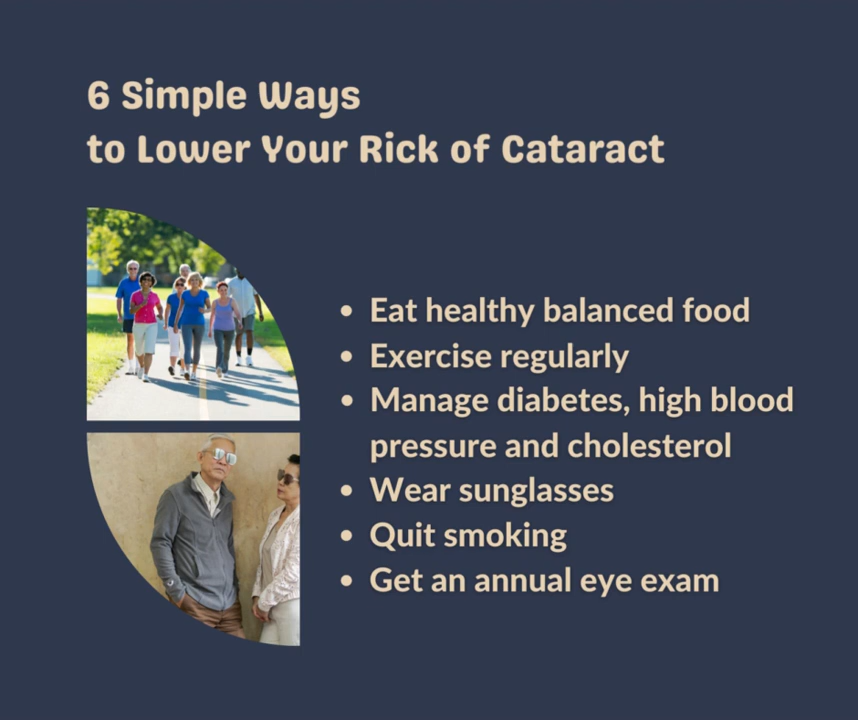 6 Simple Ways
to Lower Your Rick of Cataract
• Eat healthy balanced food
• Exercise regularly
• Manage diabetes, high blood
pressure and cholesterol
• Wear sunglasses
• Quit smoking
• Get an annual eye exam